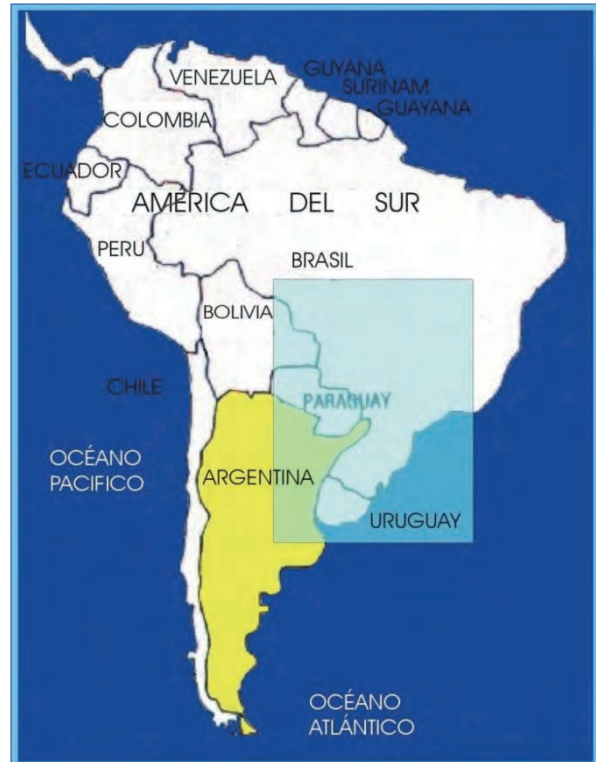 VENEZUELA
GUYANA
SURINAM
GUAYANA
COLOMBIA
ECUADOR
AMÉRICA DEL SUR
PERU
BRASIL
BOLIVIA
CHILE
PARAGUAY
OCÉANO
PACIFICO
ARGENTINA
URUGUAY
OCÉANO
ATLÁNTICO